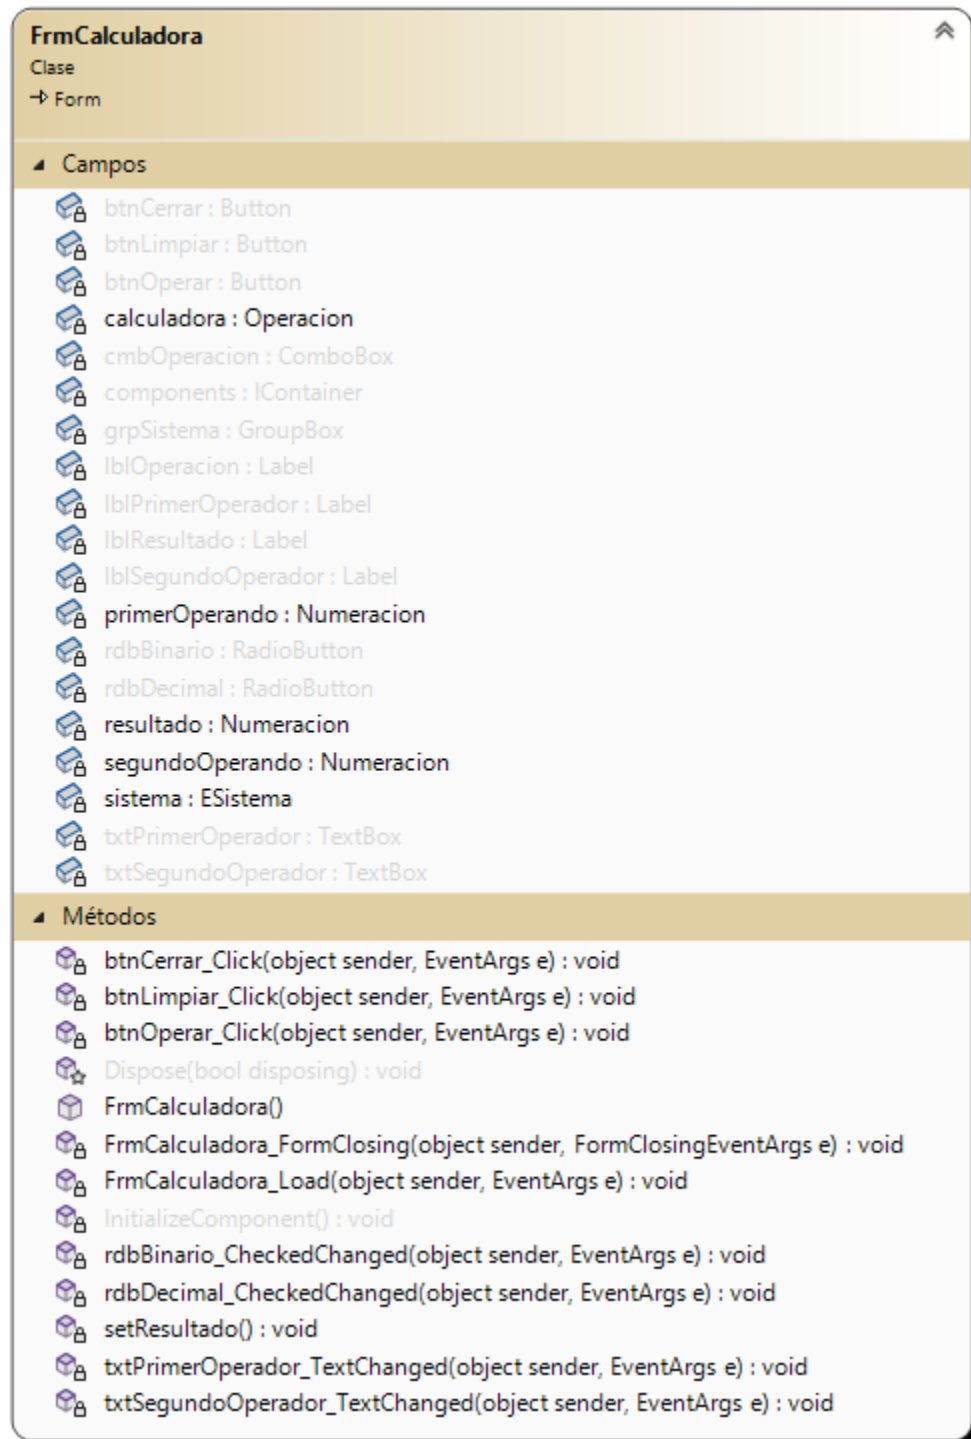 FrmCalculadora
Clase
Form
Campos
btnCerrar : Button
btnLimpiar : Button
btnOperar : Button
calculadora : Operacion
cmbOperacion : ComboBox
components : IContainer
grpSistema : GroupBox
lblOperacion : Label
lblPrimerOperador : Label
lblResultado : Label
lblSegundoOperador : Label
primerOperando : Numeracion
rdbBinario : RadioButton
rdbDecimal : RadioButton
resultado : Numeracion
segundoOperando : Numeracion
sistema : ESistema
txtPrimerOperador : TextBox
txtSegundoOperador : TextBox
Métodos
btnCerrar_Click(object sender, EventArgs e) : void
btnLimpiar_Click(object sender, EventArgs e) : void
btnOperar_Click(object sender, EventArgs e) : void
Dispose(bool disposing) : void
FrmCalculadora()
FrmCalculadora_FormClosing(object sender, FormClosingEventArgs e) : void
FrmCalculadora_Load(object sender, EventArgs e) : void
InitializeComponent() : void
rdbBinario_CheckedChanged(object sender, EventArgs e) : void
rdbDecimal_CheckedChanged(object sender, EventArgs e) : void
setResultado() : void
txtPrimerOperador_TextChanged(object sender, EventArgs e) : void
txtSegundoOperador_TextChanged(object sender, EventArgs e) : void